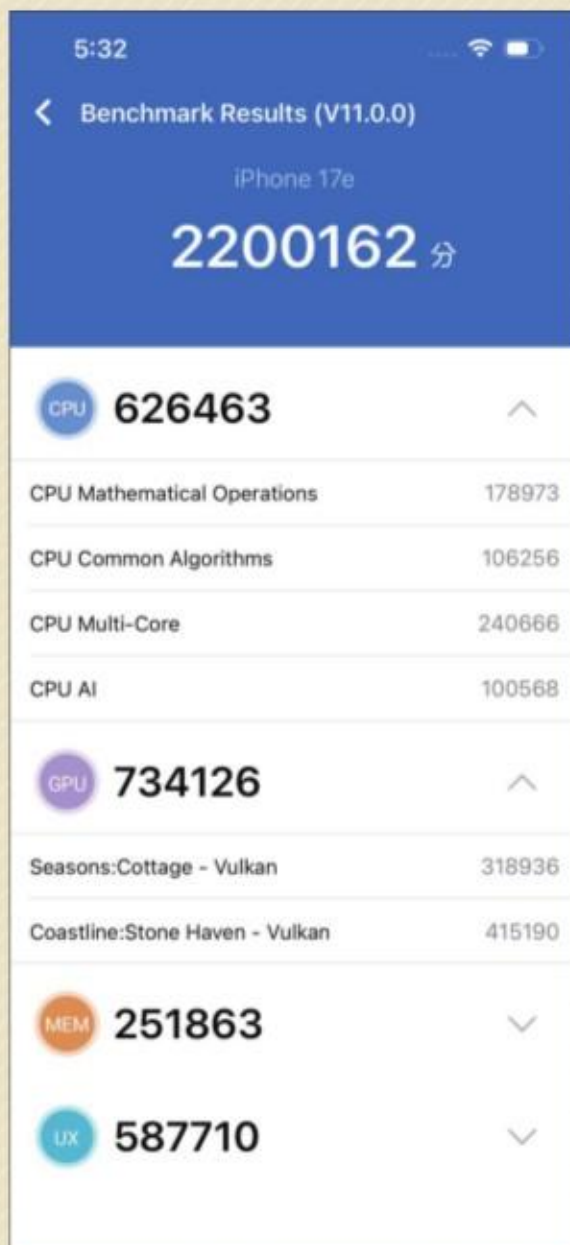 5:32
Benchmark Results (V11.0.0)
iPhone 17e
2200162 分
CPU 626463
CPU Mathematical Operations 178973
CPU Common Algorithms 106256
CPU Multi-Core 240666
CPU AI 100568
GPU 734126
Seasons:Cottage - Vulkan 318936
Coastline:Stone Haven - Vulkan 415190
MEM 251863
UX 587710